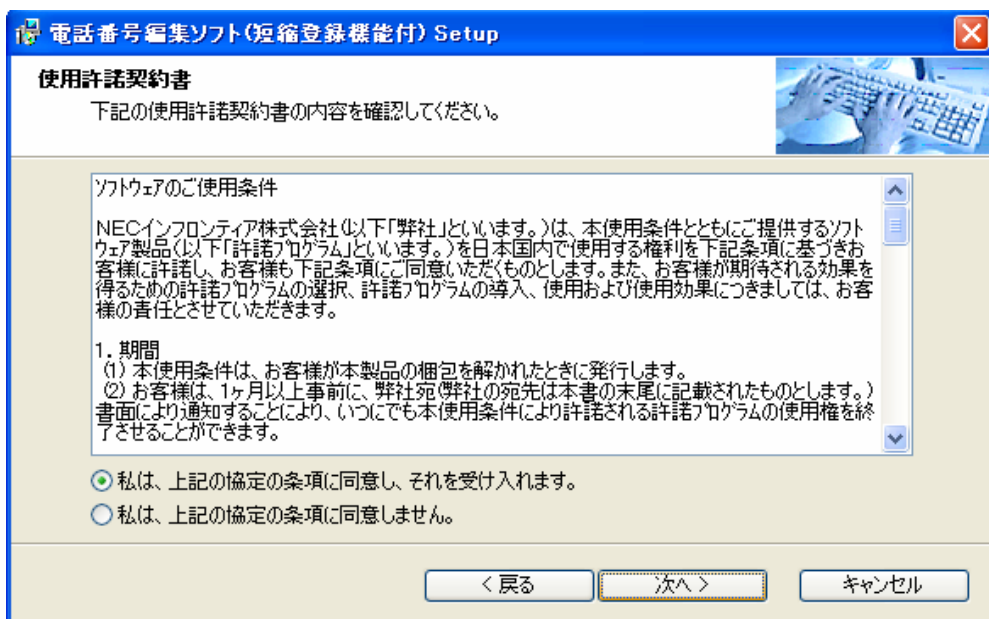 電話番号編集ソフト(短縮登録機能付) Setup
使用許諾契約書
下記の使用許諾契約書の内容を確認してください。
ソフトウェアのご使用条件
NECインフロンティア株式会社(以下「弊社」といいます。)は、本使用条件とともにご提供するソフト
ウェア製品(以下「許諾プログラム」といいます。)を日本国内で使用する権利を下記条項に基づきお
客様に許諾し、お客様も下記条項にご同意いただくものとします。また、お客様が期待される効果を
得るための許諾プログラムの選択、許諾プログラムの導入、使用および使用効果につきましては、お客
様の責任とさせていただきます。
1. 期間
(1) 本使用条件は、お客様が本製品の梱包を解かれたときに発行します。
(2) お客様は、1ヶ月以上事前に、弊社宛(弊社の宛先は本書の末尾に記載されたものとします。)
書面により通知することにより、いつにでも本使用条件により許諾される許諾プログラムの使用権を終
了させることができます。
私は、上記の協定の条項に同意し、それを受け入れます。
私は、上記の協定の条項に同意しません。
< 戻る 次へ > キャンセル